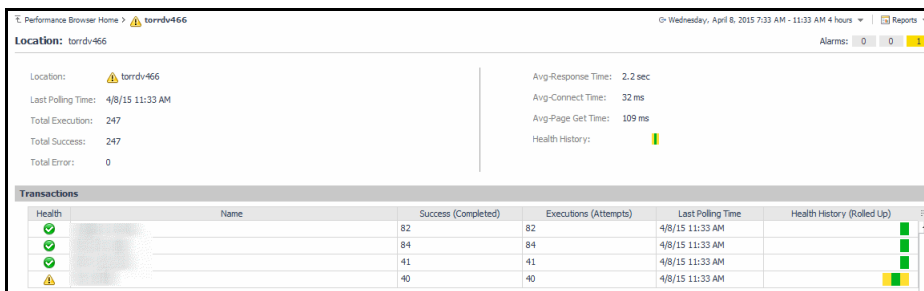 Performance Browser Home > torrdv466
Wednesday, April 8, 2015 7:33 AM - 11:33 AM 4 hours
Reports
Location: torrdv466
Alarms: 0 0 1
Location: torrdv466
Last Polling Time: 4/8/15 11:33 AM
Total Execution: 247
Total Success: 247
Total Error: 0
Avg-Response Time: 2.2 sec
Avg-Connect Time: 32 ms
Avg-Page Get Time: 109 ms
Health History:
Transactions
Health Name Success (Completed) Executions (Attempts) Last Polling Time Health History (Rolled Up)
82 82 4/8/15 11:33 AM
84 84 4/8/15 11:33 AM
41 41 4/8/15 11:33 AM
40 40 4/8/15 11:33 AM